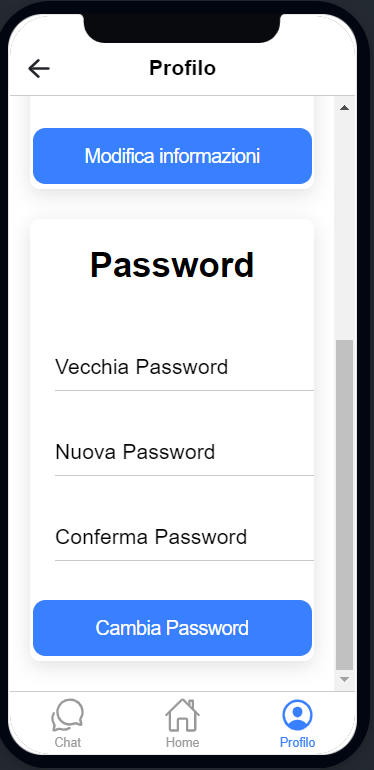 Profilo
Modifica informazioni
Password
Vecchia Password
Nuova Password
Conferma Password
Cambia Password
Chat
Home
Profilo